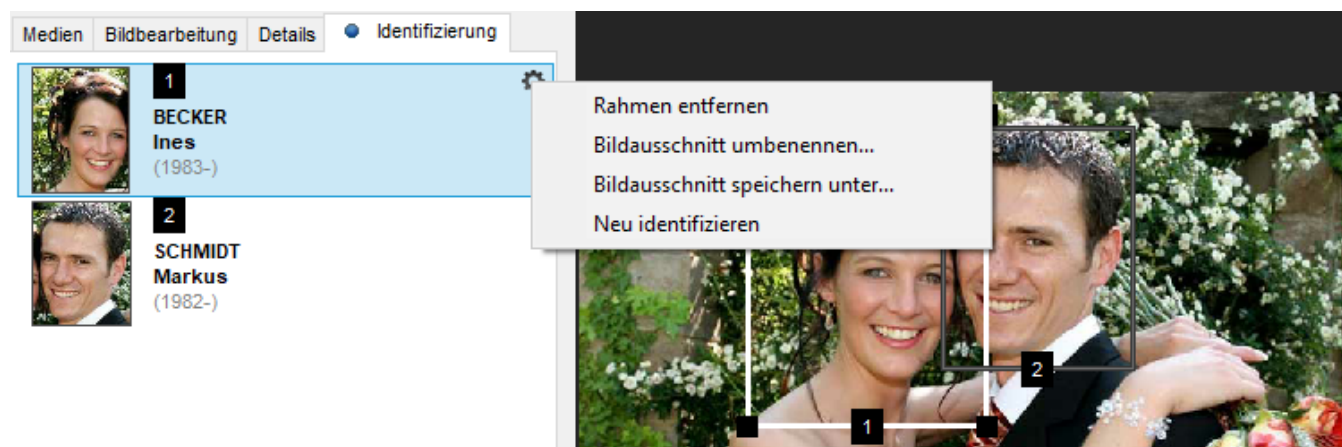 Medien Bildbearbeitung Details Identifizierung
1
BECKER
Ines
(1983-)
2
SCHMIDT
Markus
(1982-)
Rahmen entfernen
Bildausschnitt umbenennen...
Bildausschnitt speichern unter...
Neu identifizieren
2
1